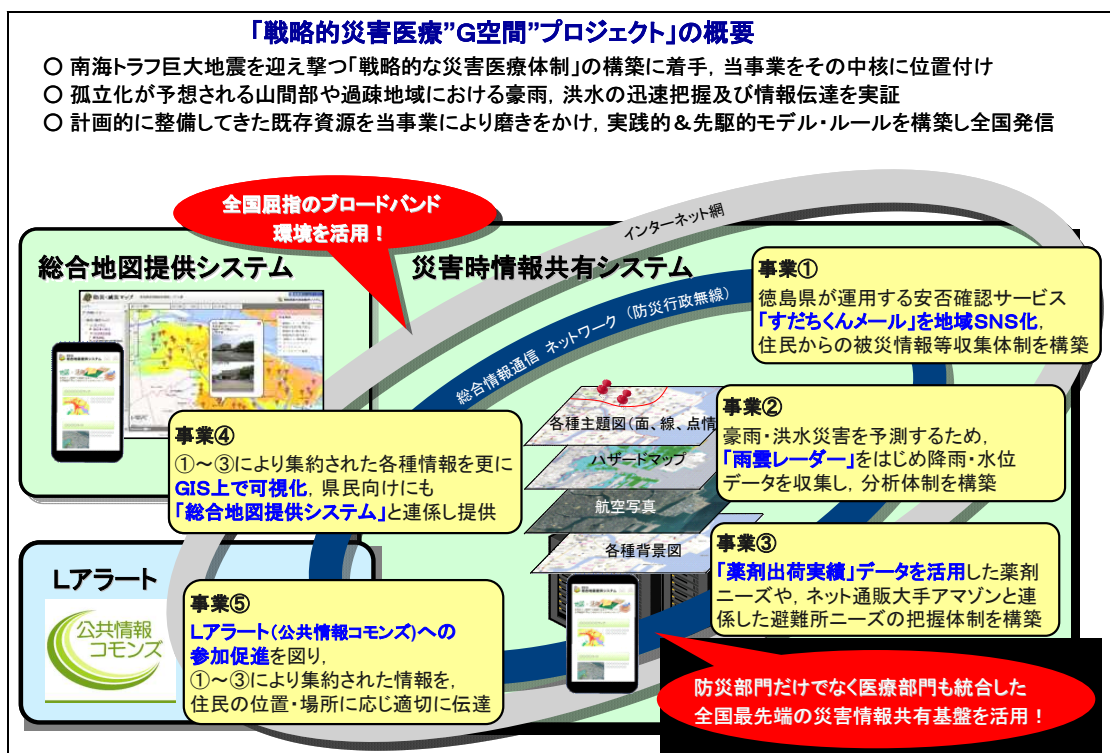 「戦略的災害医療”G空間”プロジェクト」の概要
○ 南海トラフ巨大地震を迎え撃つ「戦略的な災害医療体制」の構築に着手，当事業をその中核に位置付け
○ 孤立化が予想される山間部や過疎地域における豪雨，洪水の迅速把握及び情報伝達を実証
○ 計画的に整備してきた既存資源を当事業により磨きをかけ，実践的＆先駆的モデル・ルールを構築し全国発信
全国屈指のブロードバンド
環境を活用！
インターネット網
総合情報通信 ネットワーク （防災行政無線）
総合地図提供システム
災害時情報共有システム
事業①
徳島県が運用する安否確認サービス
「すだちくんメール」を地域SNS化，
住民からの被災情報等収集体制を構築
事業②
豪雨・洪水災害を予測するため，
「雨雲レーダー」をはじめ降雨・水位
データを収集し，分析体制を構築
各種主題図（面、線、点情
ハザードマップ
航空写真
各種背景図
事業④
①～③により集約された各種情報を更に
GIS上で可視化，県民向けにも
「総合地図提供システム」と連係し提供
事業③
「薬剤出荷実績」データを活用した薬剤
ニーズや，ネット通販大手アマゾンと連
係した避難所ニーズの把握体制を構築
Lアラート
公共情報
コモンズ
事業⑤
Lアラート（公共情報コモンズ）への
参加促進を図り，
①～③により集約された情報を，
住民の位置・場所に応じ適切に伝達
防災部門だけでなく医療部門も統合した
全国最先端の災害情報共有基盤を活用！